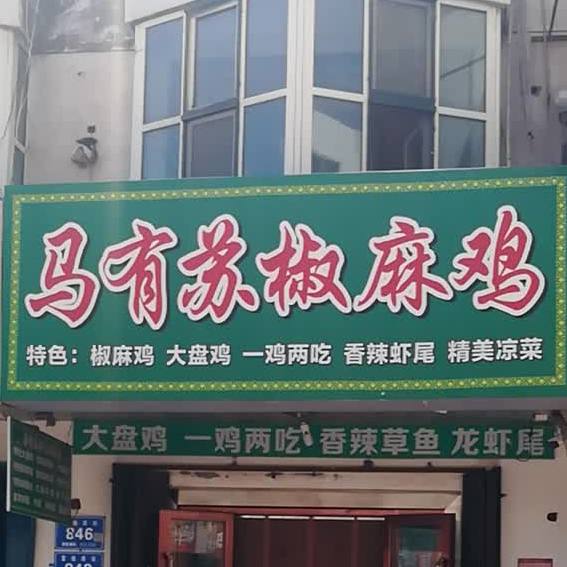 马有苏椒麻鸡
特色：椒麻鸡 大盘鸡 一鸡两吃 香辣虾尾 精美凉菜
大盘鸡 一鸡两吃 香辣草鱼 龙虾尾
846